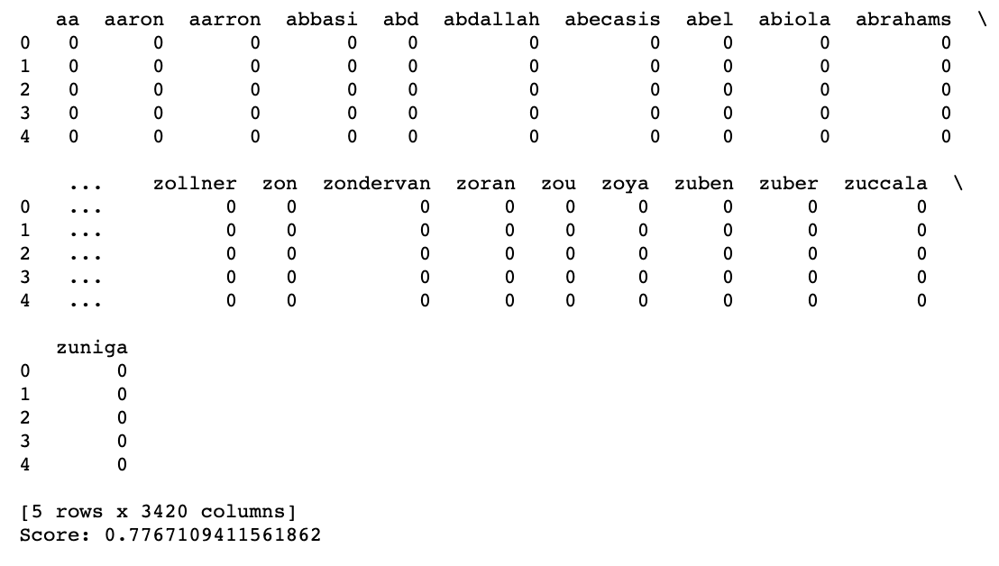 aa aaron aarron abbasi abd abdallah abecasis abel abiola abrahams \
0 0 0 0 0 0 0 0 0 0 0
1 0 0 0 0 0 0 0 0 0 0
2 0 0 0 0 0 0 0 0 0 0
3 0 0 0 0 0 0 0 0 0 0
4 0 0 0 0 0 0 0 0 0 0
... zollner zon zondervan zoran zou zoya zuben zuber zuccala \
0 ... 0 0 0 0 0 0 0 0 0
1 ... 0 0 0 0 0 0 0 0 0
2 ... 0 0 0 0 0 0 0 0 0
3 ... 0 0 0 0 0 0 0 0 0
4 ... 0 0 0 0 0 0 0 0 0
zuniga
0 0
1 0
2 0
3 0
4 0
[5 rows x 3420 columns]
Score: 0.7767109411561862